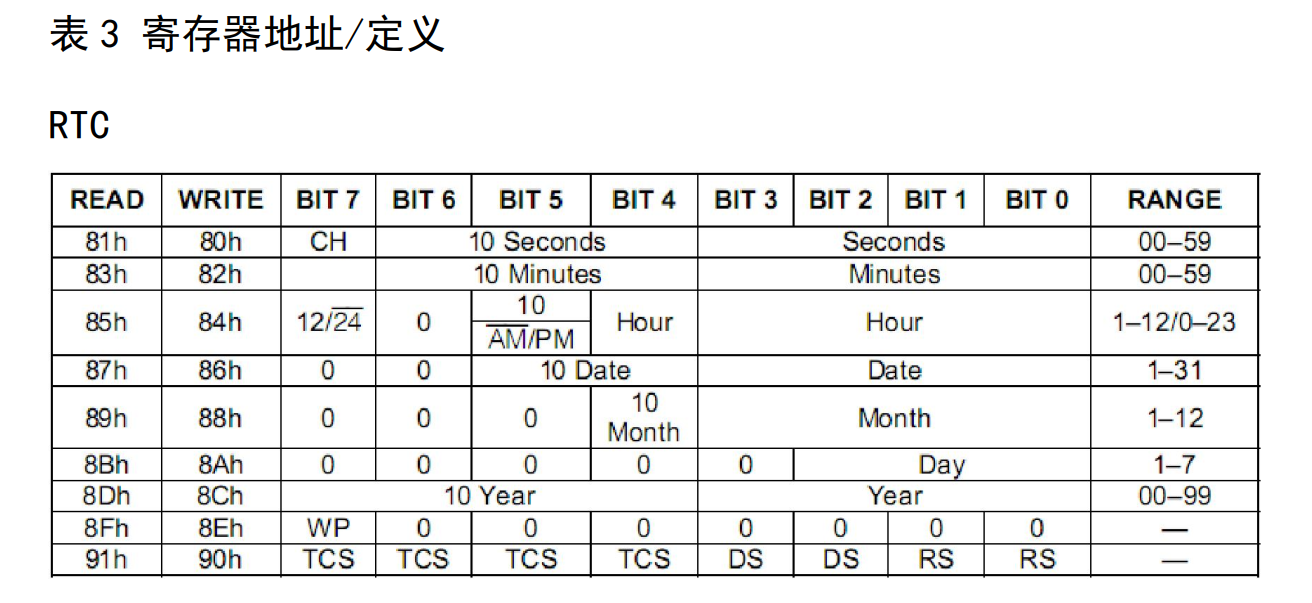 表 3 寄存器地址/定义
RTC
READ WRITE BIT 7 BIT 6 BIT 5 BIT 4 BIT 3 BIT 2 BIT 1 BIT 0 RANGE
81h 80h CH 10 Seconds Seconds 00–59
83h 82h 10 Minutes Minutes 00–59
85h 84h 12/2̅4̅ 0 10 A̅M̅/PM Hour Hour 1–12/0–23
87h 86h 0 0 10 Date Date 1–31
89h 88h 0 0 0 10 Month Month 1–12
8Bh 8Ah 0 0 0 0 0 Day 1–7
8Dh 8Ch 10 Year Year 00–99
8Fh 8Eh WP 0 0 0 0 0 0 0 —
91h 90h TCS TCS TCS TCS DS DS RS RS —